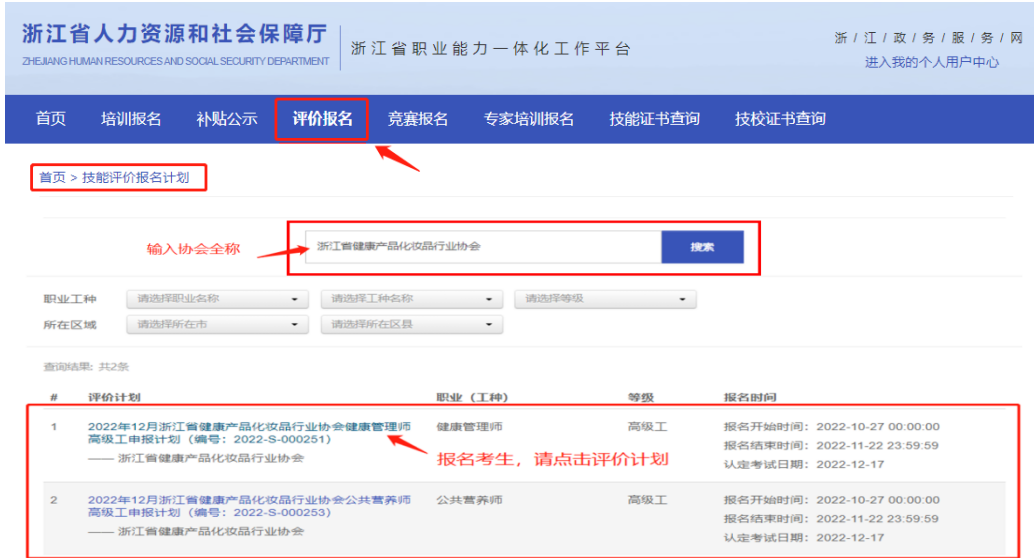 浙江省人力资源和社会保障厅
ZHEJIANG HUMAN RESOURCES AND SOCIAL SECURITY DEPARTMENT
浙江省职业能力一体化工作平台
浙/江/政/务/服/务/网
进入我的个人用户中心
首页 培训报名 补贴公示 评价报名 竞赛报名 专家培训报名 技能证书查询 技校证书查询
首页 > 技能评价报名计划
输入协会全称 浙江省健康产品化妆品行业协会 搜索
职业工种 请选择职业名称 请选择工种名称 请选择等级
所在区域 请选择所在市 请选择所在区县
查询结果: 共2条
# 评价计划 职业（工种） 等级 报名时间
1 2022年12月浙江省健康产品化妆品行业协会健康管理师 健康管理师 高级工 报名开始时间: 2022-10-27 00:00:00
高级工申报计划（编号: 2022-S-000251） 报名结束时间: 2022-11-22 23:59:59
—— 浙江省健康产品化妆品行业协会 报名考生，请点击评价计划 认定考试日期: 2022-12-17
2 2022年12月浙江省健康产品化妆品行业协会公共营养师 公共营养师 高级工 报名开始时间: 2022-10-27 00:00:00
高级工申报计划（编号: 2022-S-000253） 报名结束时间: 2022-11-22 23:59:59
—— 浙江省健康产品化妆品行业协会 认定考试日期: 2022-12-17